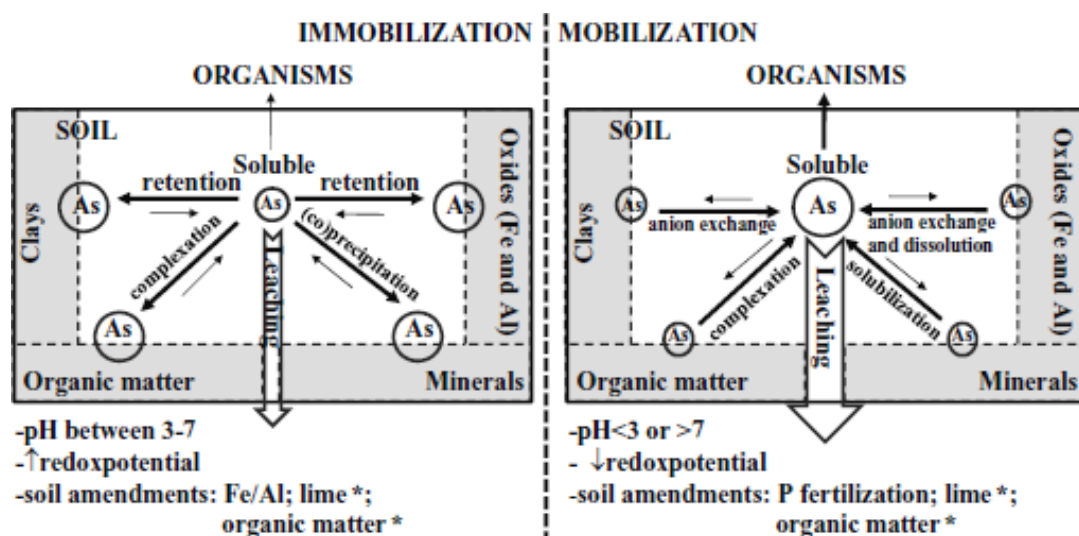 IMMOBILIZATION
ORGANISMS
SOIL
Soluble
retention
retention
As
As
As
Clays
Oxides (Fe and Al)
complexation
(co)precipitation
Leaching
As
As
Organic matter
Minerals
-pH between 3-7
-↑redoxpotential
-soil amendments: Fe/Al; lime *;
organic matter *
MOBILIZATION
ORGANISMS
SOIL
Soluble
As
As
As
anion exchange
anion exchange
and dissolution
Clays
Oxides (Fe and Al)
complexation
solubilization
Leaching
As
As
Organic matter
Minerals
-pH<3 or >7
- ↓redoxpotential
-soil amendments: P fertilization; lime *;
organic matter *